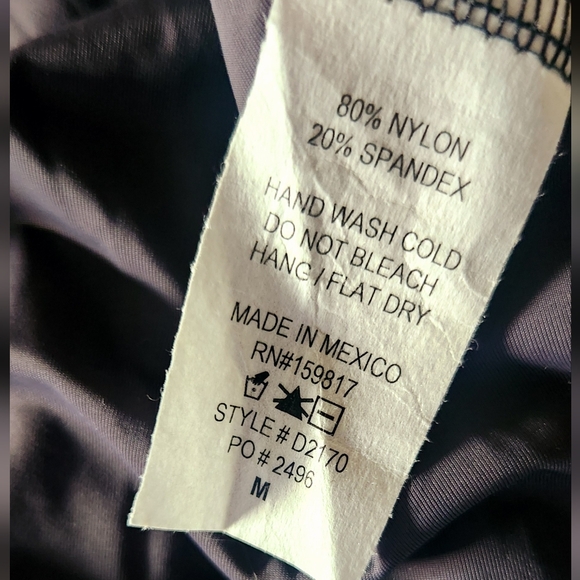 80% NYLON
20% SPANDEX
HAND WASH COLD
DO NOT BLEACH
HANG / FLAT DRY
MADE IN MEXICO
RN#159817
STYLE # D2170
PO # 2496
M